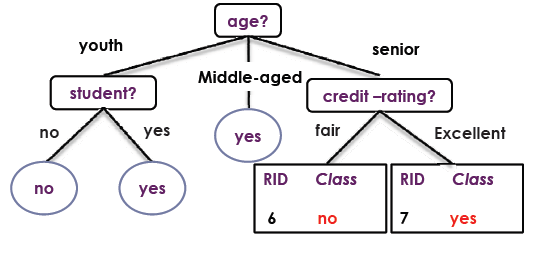 age?
youth
senior
Middle-aged
student?
credit –rating?
no
yes
yes
fair
Excellent
no
yes
RID Class
6 no
RID Class
7 yes